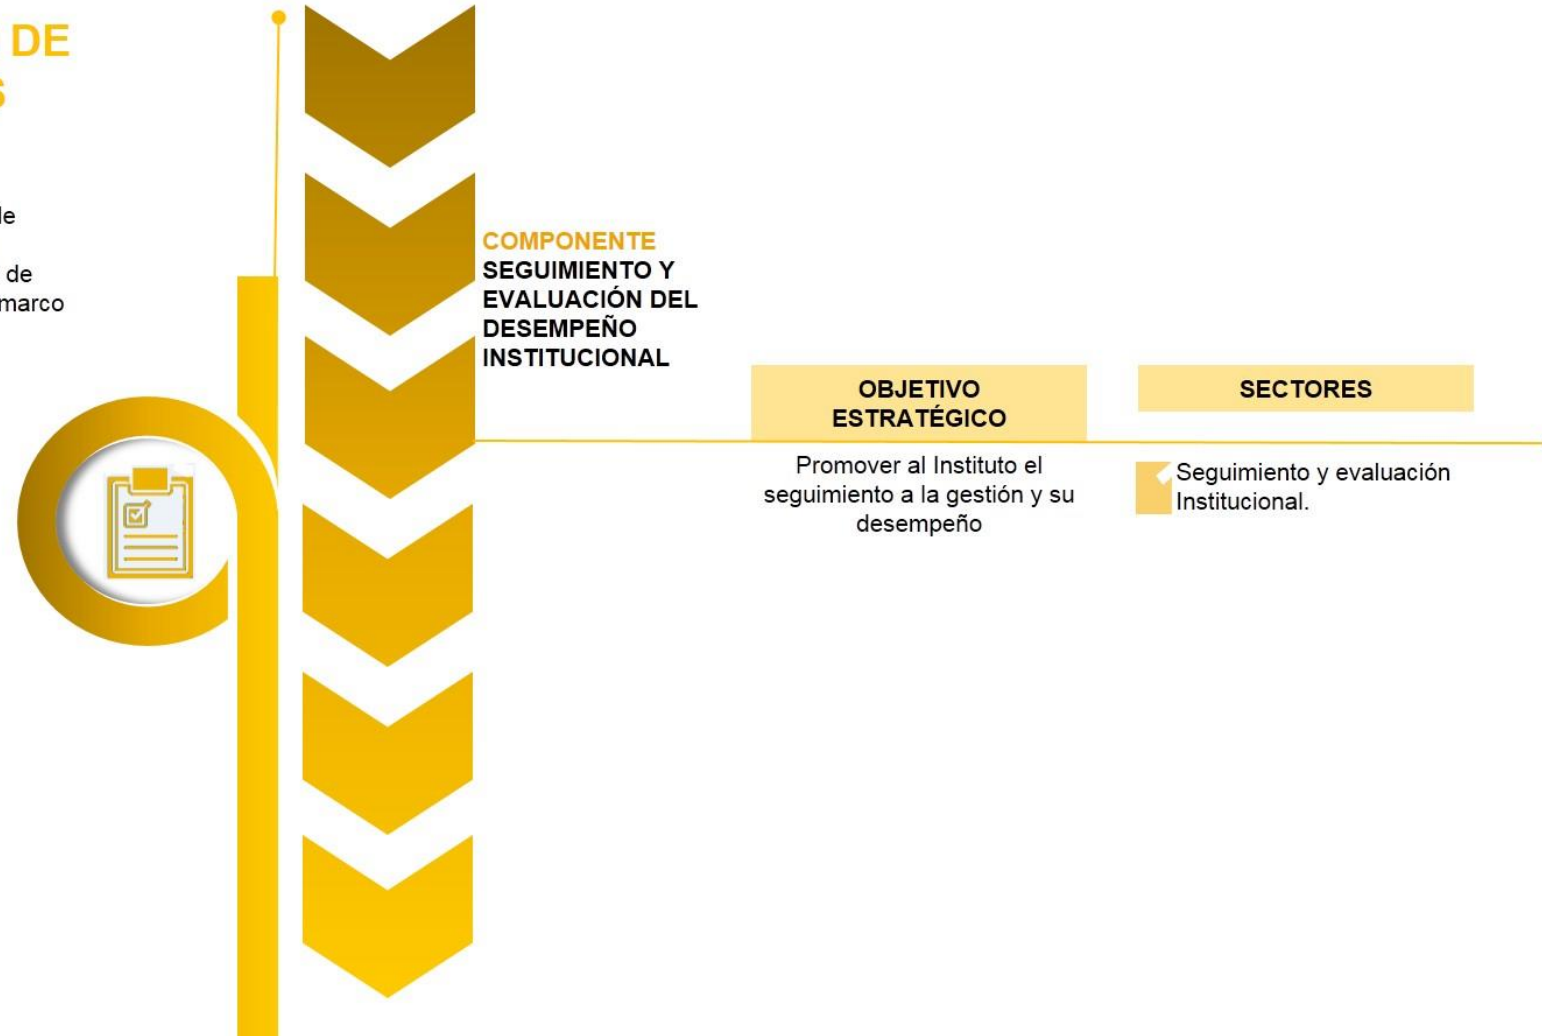 DE
de
marco
COMPONENTE
SEGUIMIENTO Y
EVALUACIÓN DEL
DESEMPEÑO
INSTITUCIONAL
OBJETIVO
ESTRATÉGICO
Promover al Instituto el
seguimiento a la gestión y su
desempeño
SECTORES
Seguimiento y evaluación
Institucional.